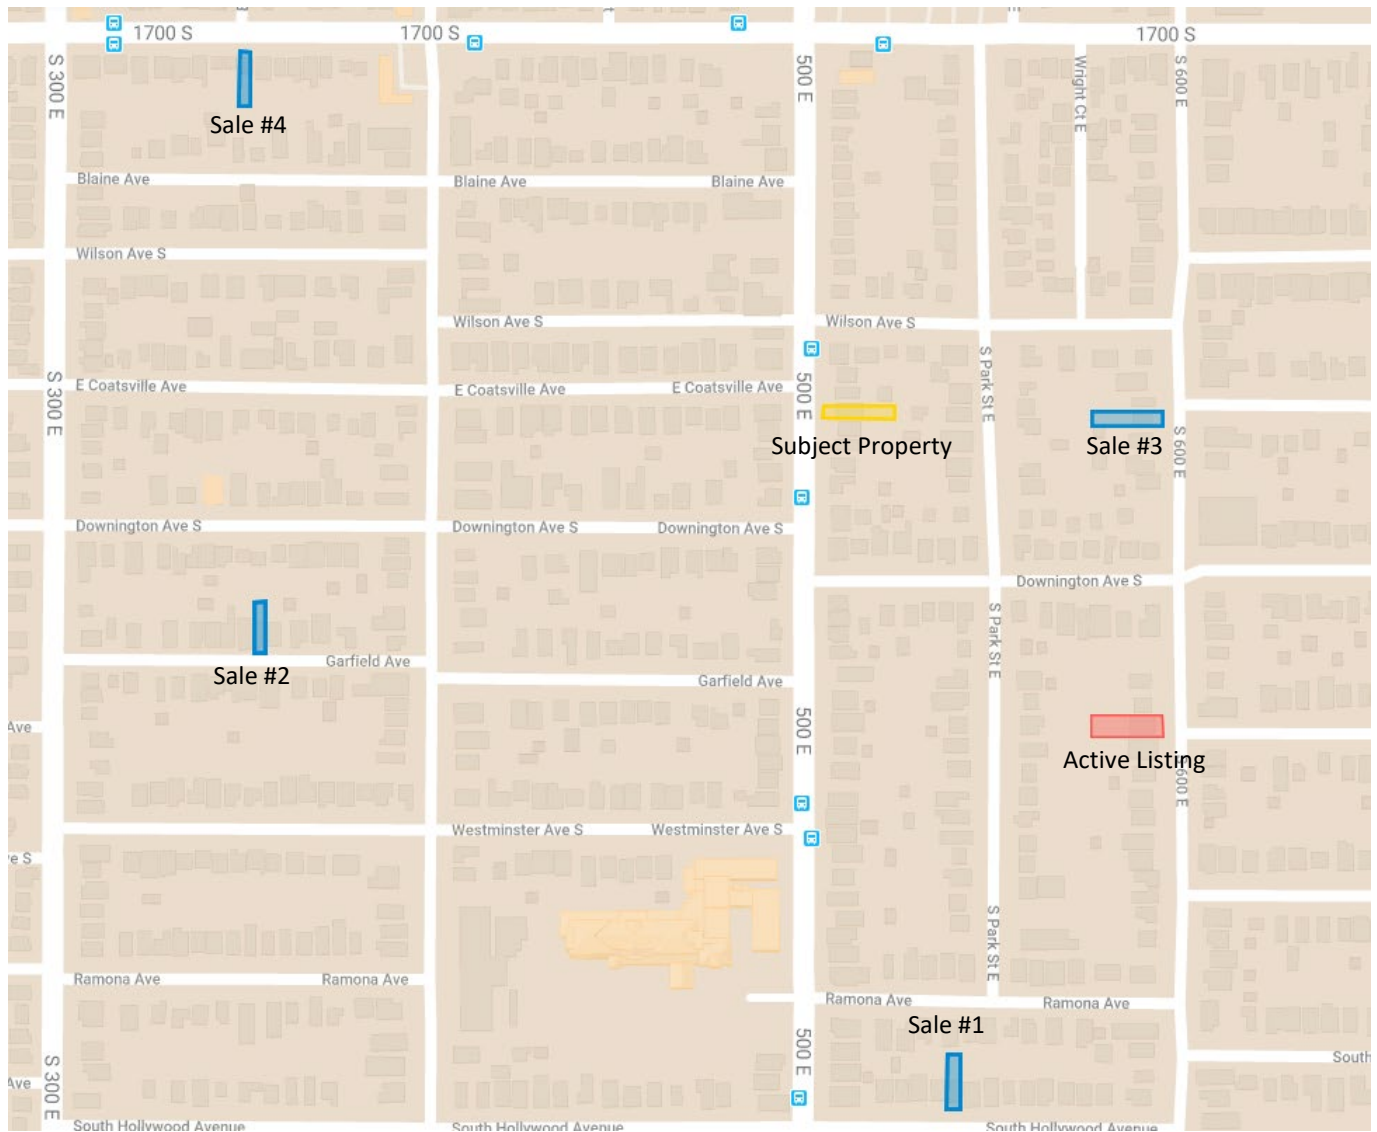 1700 S
1700 S
1700 S
S 300 E
500 E
Wright Ct E
S 600 E
Sale #4
Blaine Ave
Blaine Ave
Blaine Ave
Wilson Ave S
Wilson Ave S
Wilson Ave S
S 300 E
500 E
S Park St E
E Coatsville Ave
E Coatsville Ave
E Coatsville Ave
Subject Property
Sale #3
S 600 E
Downington Ave S
Downington Ave S
Downington Ave S
Downington Ave S
S Park St E
Garfield Ave
Sale #2
Garfield Ave
500 E
Ave
Active Listing
600 E
Westminster Ave S
Westminster Ave S
e S
S Park St E
Ramona Ave
Ramona Ave
Ramona Ave
Ramona Ave
Sale #1
500 E
S 300 E
South
Ave
South Hollywood Avenue
South Hollywood Avenue
South Hollywood Avenue